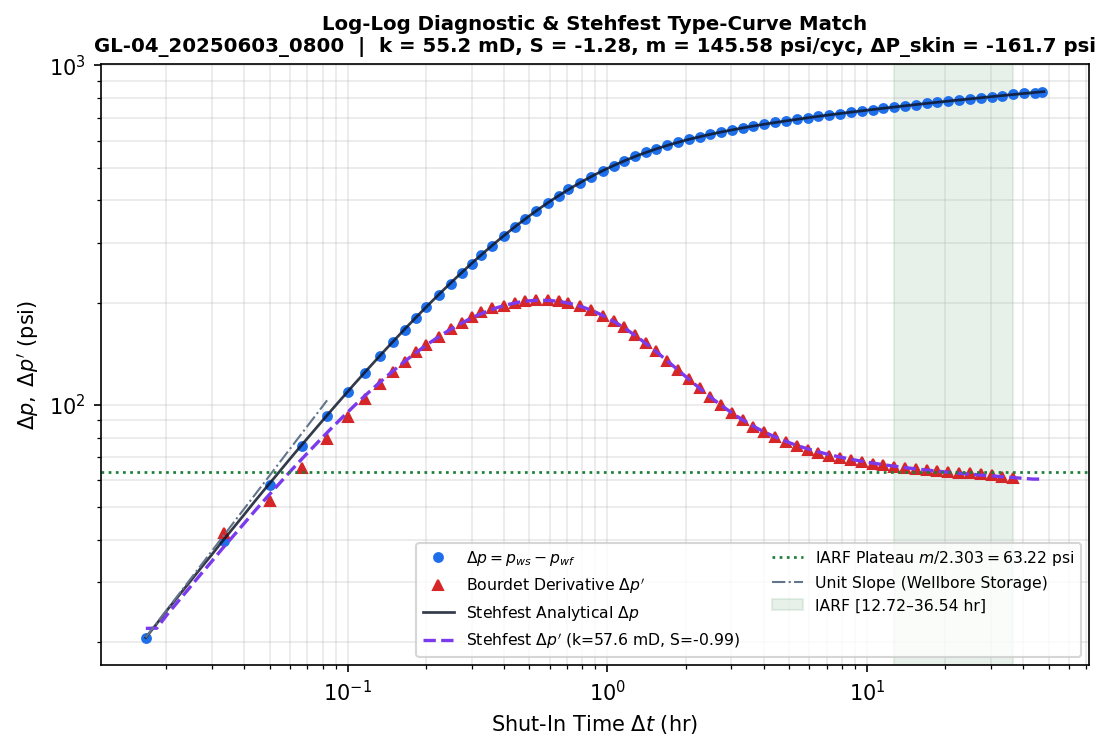 Log-Log Diagnostic & Stehfest Type-Curve Match
GL-04_20250603_0800 | k = 55.2 mD, S = -1.28, m = 145.58 psi/cyc, ΔP_skin = -161.7 psi
10³
10²
Δp, Δp′ (psi)
Δp = p_ws − p_wf
Bourdet Derivative Δp′
Stehfest Analytical Δp
Stehfest Δp′ (k=57.6 mD, S=-0.99)
IARF Plateau m/2.303 = 63.22 psi
Unit Slope (Wellbore Storage)
IARF [12.72–36.54 hr]
10⁻¹
10⁰
10¹
Shut-In Time Δt (hr)